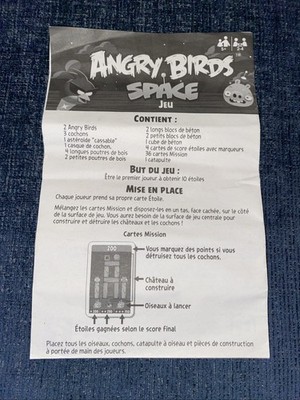 ANGRY BIRDS
SPACE
JEU
CONTIENT :
2 Angry Birds
3 cochons
1 astéroïde "cassable"
1 casque de cochon
4 longues poutres de bois
2 petites poutres de bois
2 longs blocs de béton
2 petits blocs de béton
1 cube de béton
4 cartes de score étoiles avec marqueurs
36 cartes Mission
1 catapulte
BUT DU JEU :
Être le premier joueur à obtenir 10 étoiles
MISE EN PLACE
Chaque joueur prend sa propre carte Étoile.
Mélangez les cartes Mission et disposez-les en un tas, face cachée, sur le côté
de la surface de jeu. Vous aurez besoin de la surface de jeu centrale pour
construire et détruire les châteaux et les cochons !
Cartes Mission
Vous marquez des points si vous
détruisez tous les cochons.
Château à
construire
Oiseaux à lancer
Étoiles gagnées selon le score final
Placez tous les oiseaux, cochons, catapulte à oiseau et pièces de construction
à portée de main des joueurs.